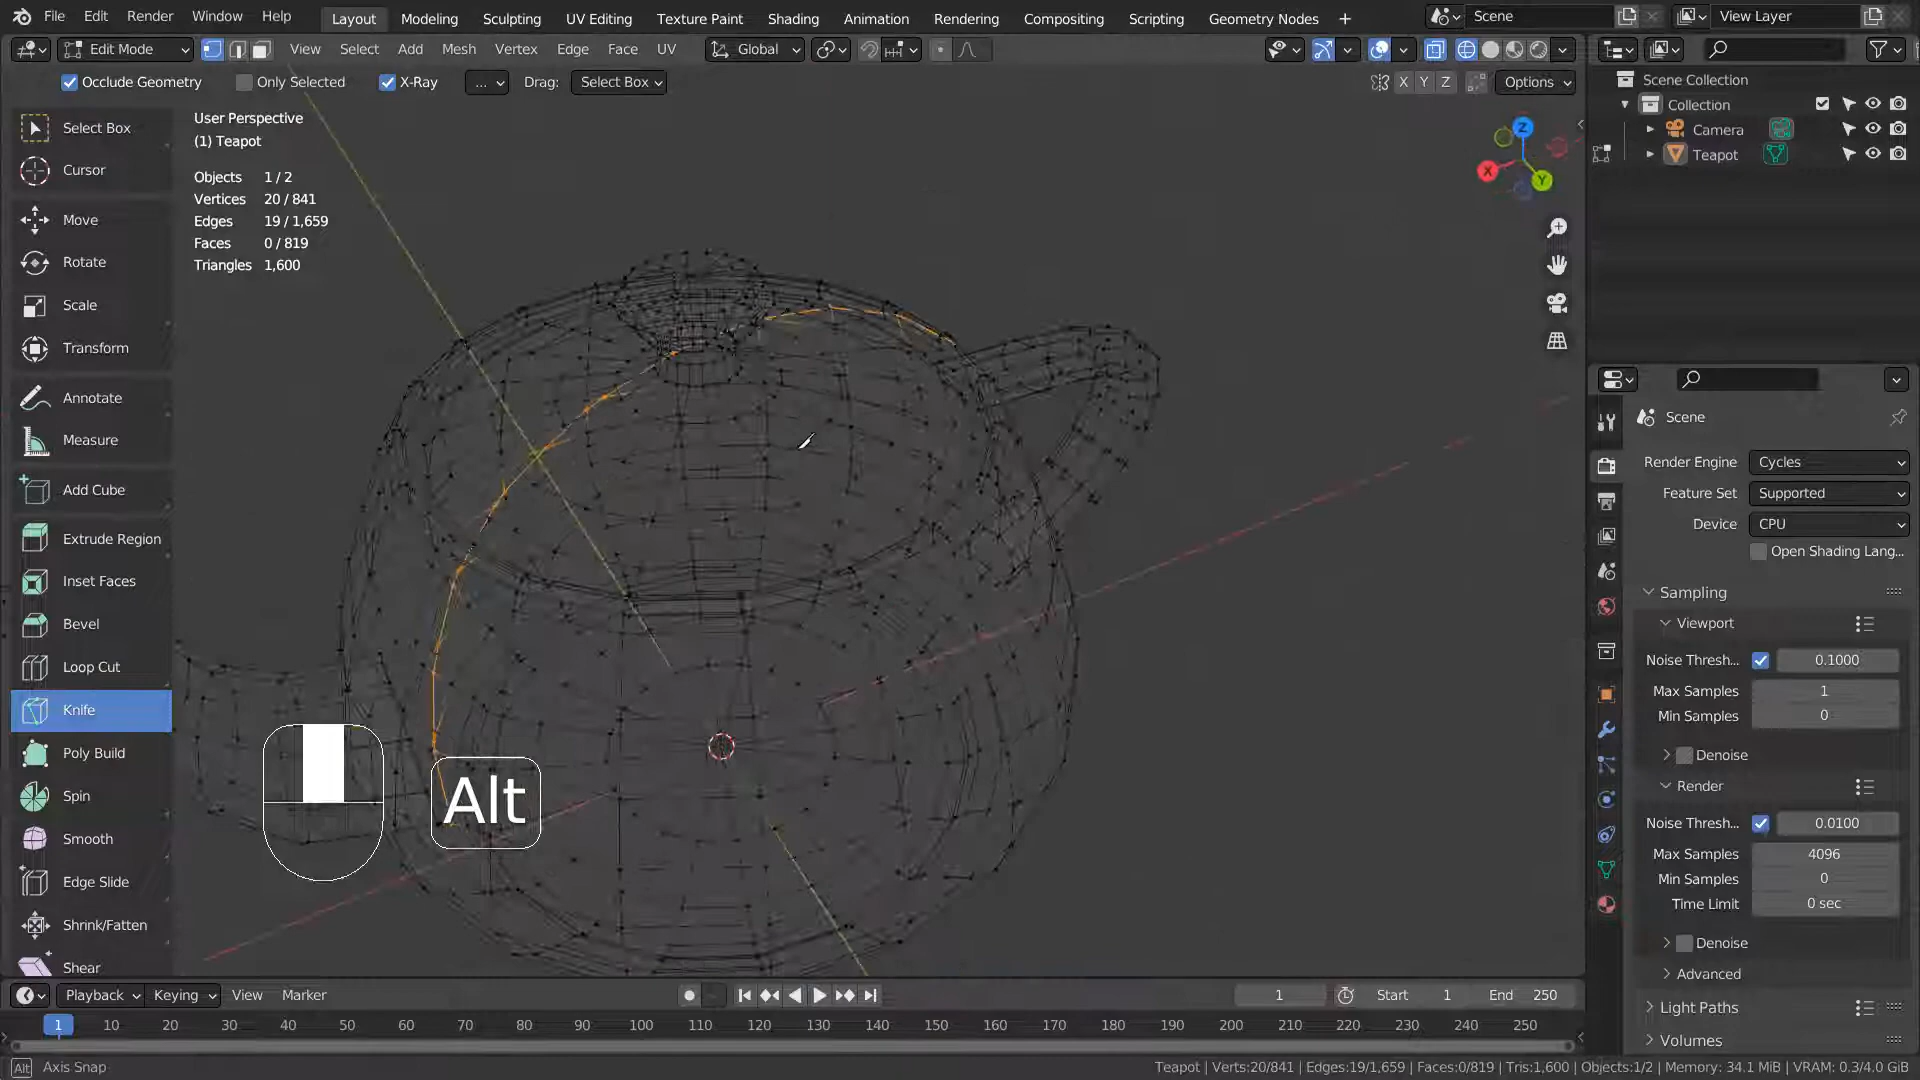 File Edit Render Window Help Layout Modeling Sculpting UV Editing Texture Paint Shading Animation Rendering Compositing Scripting Geometry Nodes + Scene View Layer
Edit Mode View Select Add Mesh Vertex Edge Face UV Global
Occlude Geometry Only Selected X-Ray ... Drag: Select Box X Y Z Options
Select Box
Cursor
Move
Rotate
Scale
Transform
Annotate
Measure
Add Cube
Extrude Region
Inset Faces
Bevel
Loop Cut
Knife
Poly Build
Spin
Smooth
Edge Slide
Shrink/Fatten
Shear
User Perspective
(1) Teapot
Objects 1 / 2
Vertices 20 / 841
Edges 19 / 1,659
Faces 0 / 819
Triangles 1,600
Z
X
Y
Alt
Scene Collection
Collection
Camera
Teapot
Scene
Render Engine Cycles
Feature Set Supported
Device CPU
Open Shading Lang...
Sampling
Viewport
Noise Thresh... 0.1000
Max Samples 1
Min Samples 0
Denoise
Render
Noise Thresh... 0.0100
Max Samples 4096
Min Samples 0
Time Limit 0 sec
Denoise
Advanced
Light Paths
Volumes
Playback Keying View Marker 1 Start 1 End 250
1 10 20 30 40 50 60 70 80 90 100 110 120 130 140 150 160 170 180 190 200 210 220 230 240 250
Alt Axis Snap Teapot | Verts:20/841 | Edges:19/1,659 | Faces:0/819 | Tris:1,600 | Objects:1/2 | Memory: 34.1 MiB | VRAM: 0.3/4.0 GiB